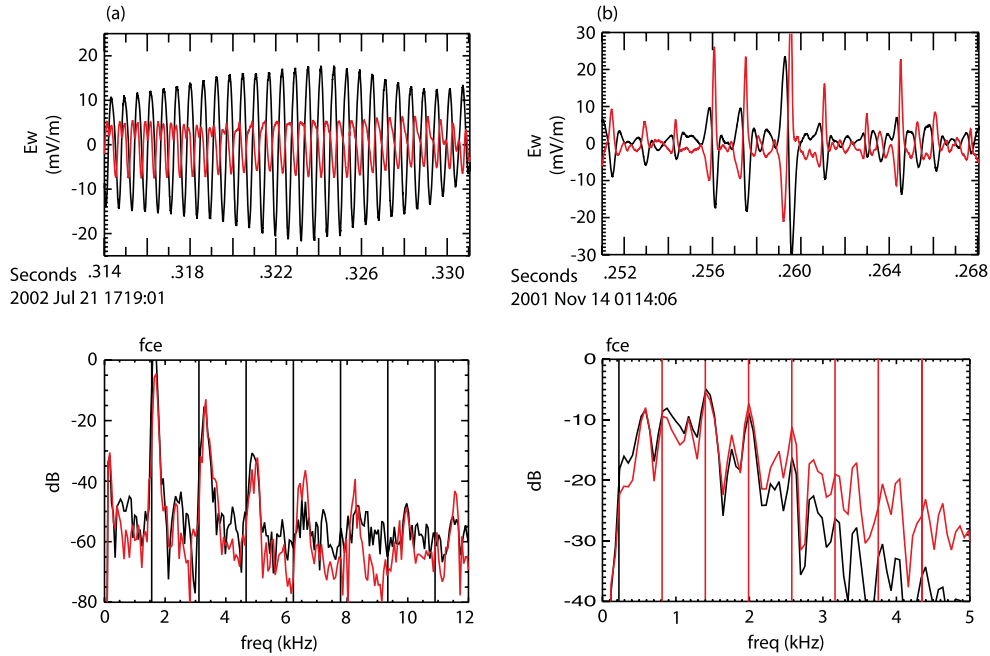 (a)
20
10
0
-10
-20
Ew
(mV/m)
.314 .318 .322 .326 .330
Seconds
2002 Jul 21 1719:01
(b)
30
20
10
0
-10
-20
-30
Ew
(mV/m)
.252 .256 .260 .264 .268
Seconds
2001 Nov 14 0114:06
fce
0
-20
-40
-60
-80
dB
0 2 4 6 8 10 12
freq (kHz)
fce
0
-10
-20
-30
-40
dB
0 1 2 3 4 5
freq (kHz)